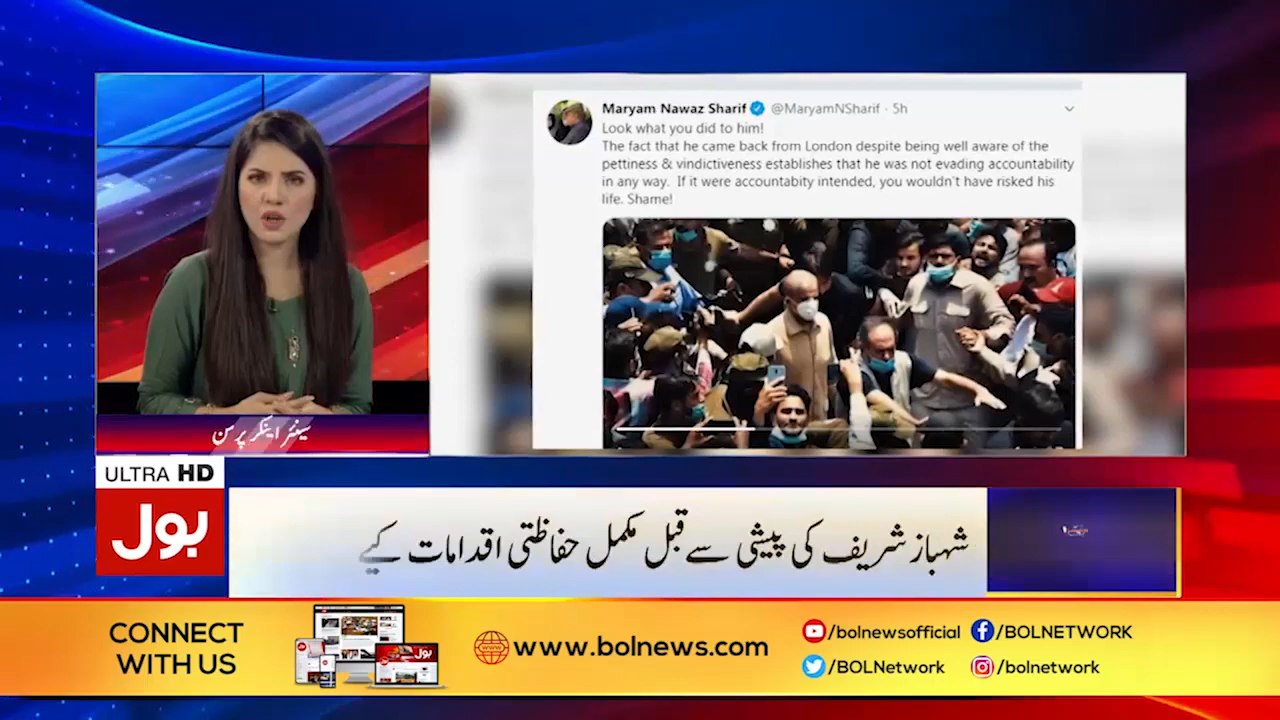 Maryam Nawaz Sharif @MaryamNSharif · 5h
Look what you did to him!
The fact that he came back from London despite being well aware of the
pettiness & vindictiveness establishes that he was not evading accountability
in any way. If it were accountabity intended, you wouldn't have risked his
life. Shame!
سینئر اینکر پرسن
ULTRA HD
بول
شہباز شریف کی پیشی سے قبل مکمل حفاظتی اقدامات کیے
CONNECT
WITH US
www.bolnews.com
/bolnewsofficial
/BOLNETWORK
/BOLNetwork
/bolnetwork